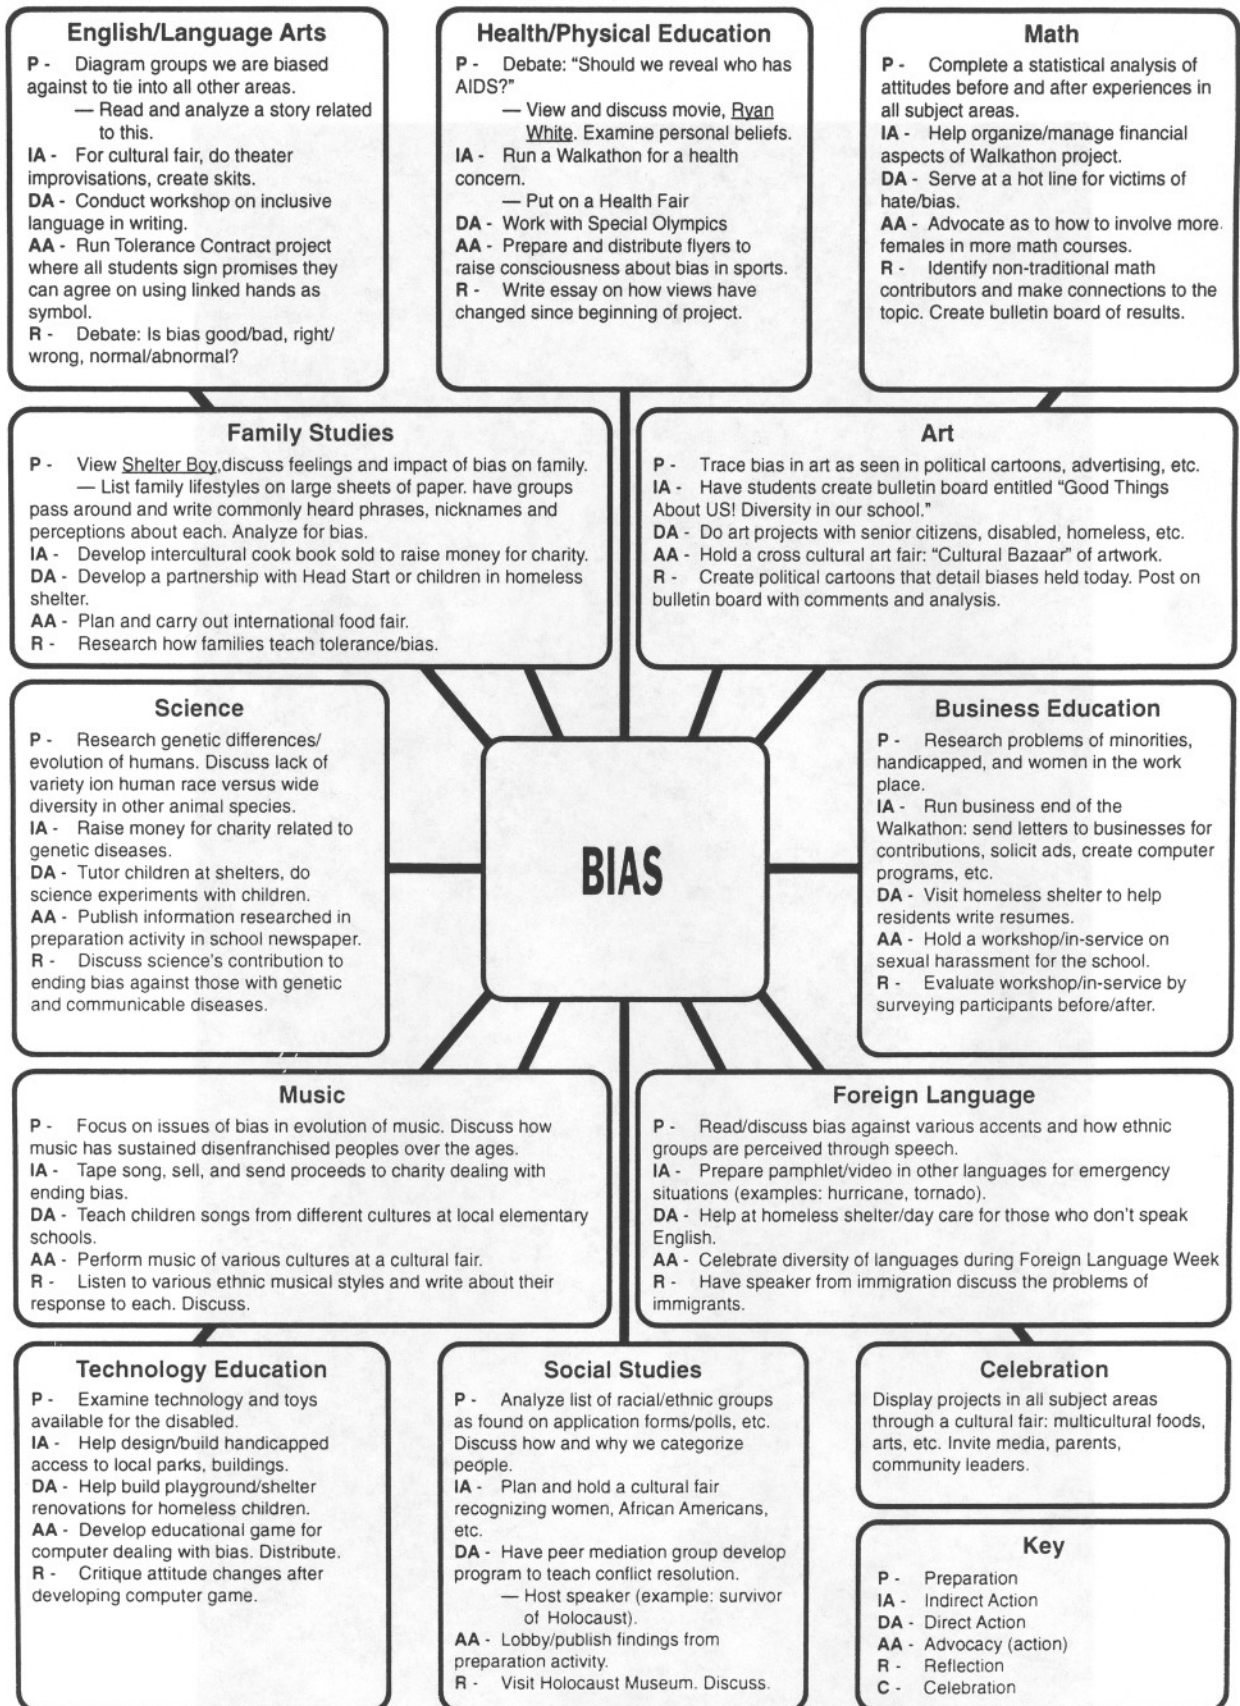 English/Language Arts
P - Diagram groups we are biased
against to tie into all other areas.
— Read and analyze a story related
to this.
IA - For cultural fair, do theater
improvisations, create skits.
DA - Conduct workshop on inclusive
language in writing.
AA - Run Tolerance Contract project
where all students sign promises they
can agree on using linked hands as
symbol.
R - Debate: Is bias good/bad, right/
wrong, normal/abnormal?
Health/Physical Education
P - Debate: “Should we reveal who has
AIDS?”
— View and discuss movie, Ryan
White. Examine personal beliefs.
IA - Run a Walkathon for a health
concern.
— Put on a Health Fair
DA - Work with Special Olympics
AA - Prepare and distribute flyers to
raise consciousness about bias in sports.
R - Write essay on how views have
changed since beginning of project.
Math
P - Complete a statistical analysis of
attitudes before and after experiences in
all subject areas.
IA - Help organize/manage financial
aspects of Walkathon project.
DA - Serve at a hot line for victims of
hate/bias.
AA - Advocate as to how to involve more
females in more math courses.
R - Identify non-traditional math
contributors and make connections to the
topic. Create bulletin board of results.
Family Studies
P - View Shelter Boy,discuss feelings and impact of bias on family.
— List family lifestyles on large sheets of paper. have groups
pass around and write commonly heard phrases, nicknames and
perceptions about each. Analyze for bias.
IA - Develop intercultural cook book sold to raise money for charity.
DA - Develop a partnership with Head Start or children in homeless
shelter.
AA - Plan and carry out international food fair.
R - Research how families teach tolerance/bias.
Art
P - Trace bias in art as seen in political cartoons, advertising, etc.
IA - Have students create bulletin board entitled “Good Things
About US! Diversity in our school.”
DA - Do art projects with senior citizens, disabled, homeless, etc.
AA - Hold a cross cultural art fair: “Cultural Bazaar” of artwork.
R - Create political cartoons that detail biases held today. Post on
bulletin board with comments and analysis.
Science
P - Research genetic differences/
evolution of humans. Discuss lack of
variety ion human race versus wide
diversity in other animal species.
IA - Raise money for charity related to
genetic diseases.
DA - Tutor children at shelters, do
science experiments with children.
AA - Publish information researched in
preparation activity in school newspaper.
R - Discuss science's contribution to
ending bias against those with genetic
and communicable diseases.
BIAS
Business Education
P - Research problems of minorities,
handicapped, and women in the work
place.
IA - Run business end of the
Walkathon: send letters to businesses for
contributions, solicit ads, create computer
programs, etc.
DA - Visit homeless shelter to help
residents write resumes.
AA - Hold a workshop/in-service on
sexual harassment for the school.
R - Evaluate workshop/in-service by
surveying participants before/after.
Music
P - Focus on issues of bias in evolution of music. Discuss how
music has sustained disenfranchised peoples over the ages.
IA - Tape song, sell, and send proceeds to charity dealing with
ending bias.
DA - Teach children songs from different cultures at local elementary
schools.
AA - Perform music of various cultures at a cultural fair.
R - Listen to various ethnic musical styles and write about their
response to each. Discuss.
Foreign Language
P - Read/discuss bias against various accents and how ethnic
groups are perceived through speech.
IA - Prepare pamphlet/video in other languages for emergency
situations (examples: hurricane, tornado).
DA - Help at homeless shelter/day care for those who don't speak
English.
AA - Celebrate diversity of languages during Foreign Language Week
R - Have speaker from immigration discuss the problems of
immigrants.
Technology Education
P - Examine technology and toys
available for the disabled.
IA - Help design/build handicapped
access to local parks, buildings.
DA - Help build playground/shelter
renovations for homeless children.
AA - Develop educational game for
computer dealing with bias. Distribute.
R - Critique attitude changes after
developing computer game.
Social Studies
P - Analyze list of racial/ethnic groups
as found on application forms/polls, etc.
Discuss how and why we categorize
people.
IA - Plan and hold a cultural fair
recognizing women, African Americans,
etc.
DA - Have peer mediation group develop
program to teach conflict resolution.
— Host speaker (example: survivor
of Holocaust).
AA - Lobby/publish findings from
preparation activity.
R - Visit Holocaust Museum. Discuss.
Celebration
Display projects in all subject areas
through a cultural fair: multicultural foods,
arts, etc. Invite media, parents,
community leaders.
Key
P - Preparation
IA - Indirect Action
DA - Direct Action
AA - Advocacy (action)
R - Reflection
C - Celebration